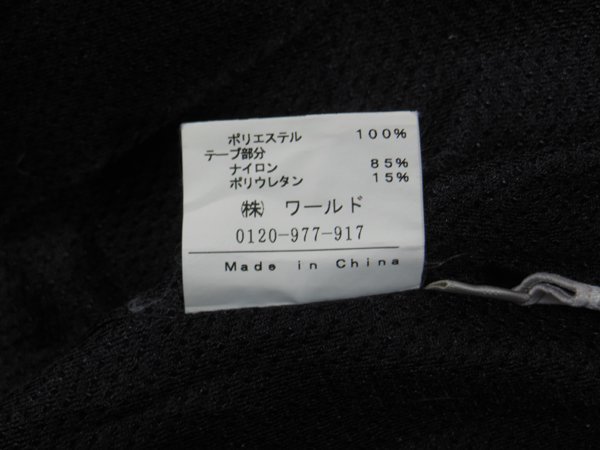 ポリエステル 100%
テープ部分
ナイロン 85%
ポリウレタン 15%
㈱ ワールド
0120-977-917
Made in China